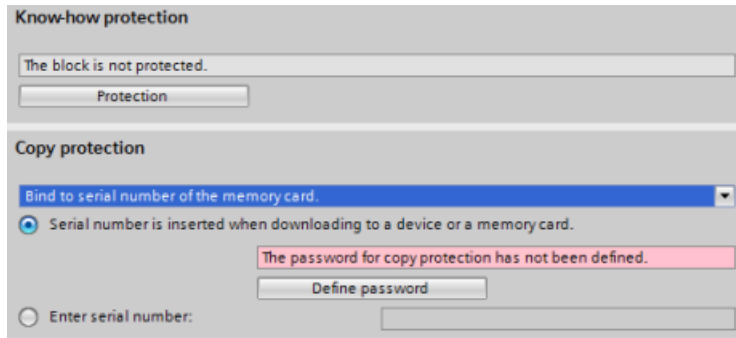 Know-how protection
The block is not protected.
Protection
Copy protection
Bind to serial number of the memory card.
Serial number is inserted when downloading to a device or a memory card.
The password for copy protection has not been defined.
Define password
Enter serial number: